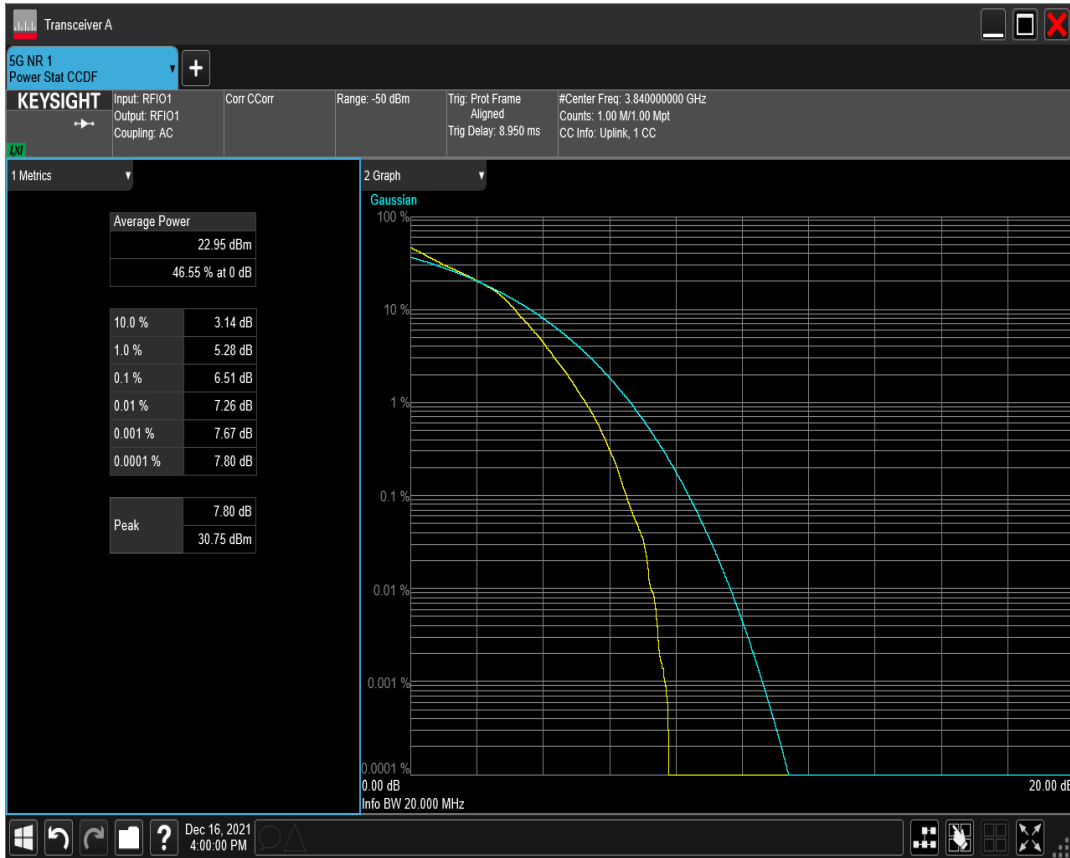 Transceiver A
5G NR 1
Power Stat CCDF
+
KEYSIGHT
LXI
Input: RFIO1
Output: RFIO1
Coupling: AC
Corr CCorr
Range: -50 dBm
Trig: Prot Frame
Aligned
Trig Delay: 8.950 ms
#Center Freq: 3.840000000 GHz
Counts: 1.00 M/1.00 Mpt
CC Info: Uplink, 1 CC
1 Metrics
Average Power
22.95 dBm
46.55 % at 0 dB
10.0 % 3.14 dB
1.0 % 5.28 dB
0.1 % 6.51 dB
0.01 % 7.26 dB
0.001 % 7.67 dB
0.0001 % 7.80 dB
Peak
7.80 dB
30.75 dBm
2 Graph
Gaussian
100 %
10 %
1 %
0.1 %
0.01 %
0.001 %
0.0001 %
0.00 dB 20.00 dB
Info BW 20.000 MHz
?
Dec 16, 2021
4:00:00 PM